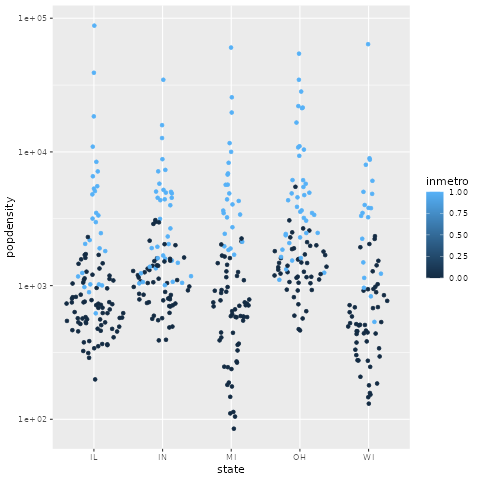 1e+05
1e+04
1e+03
1e+02
popdensity
IL IN MI OH WI
state
inmetro
1.00
0.75
0.50
0.25
0.00